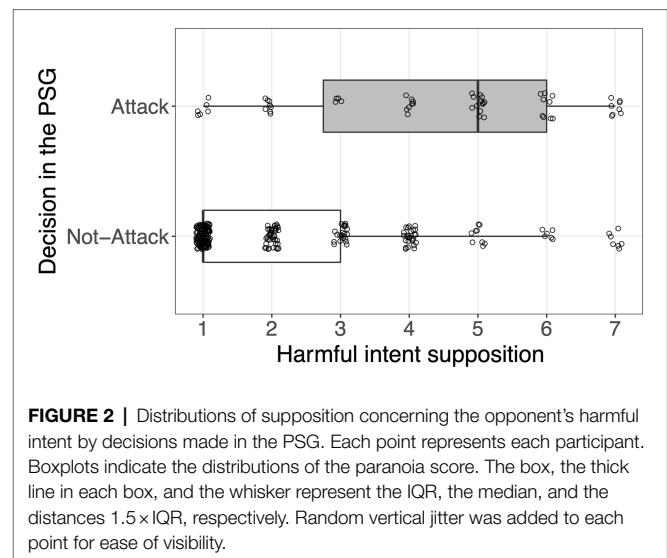 Decision in the PSG
Attack
Not−Attack
1 2 3 4 5 6 7
Harmful intent supposition
FIGURE 2 | Distributions of supposition concerning the opponent's harmful
intent by decisions made in the PSG. Each point represents each participant.
Boxplots indicate the distributions of the paranoia score. The box, the thick
line in each box, and the whisker represent the IQR, the median, and the
distances 1.5 × IQR, respectively. Random vertical jitter was added to each
point for ease of visibility.